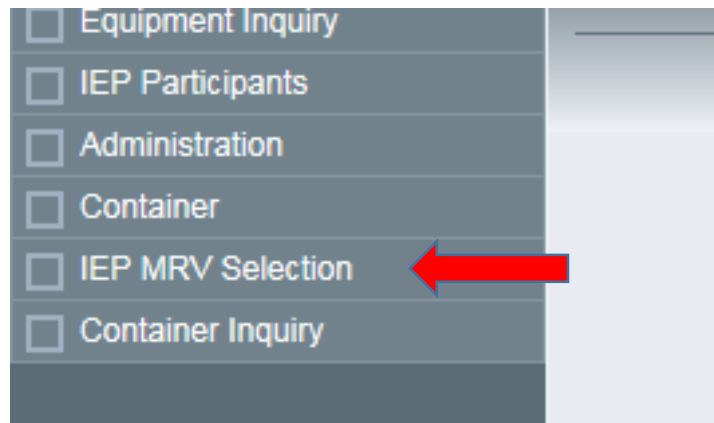 Equipment Inquiry
IEP Participants
Administration
Container
IEP MRV Selection
Container Inquiry